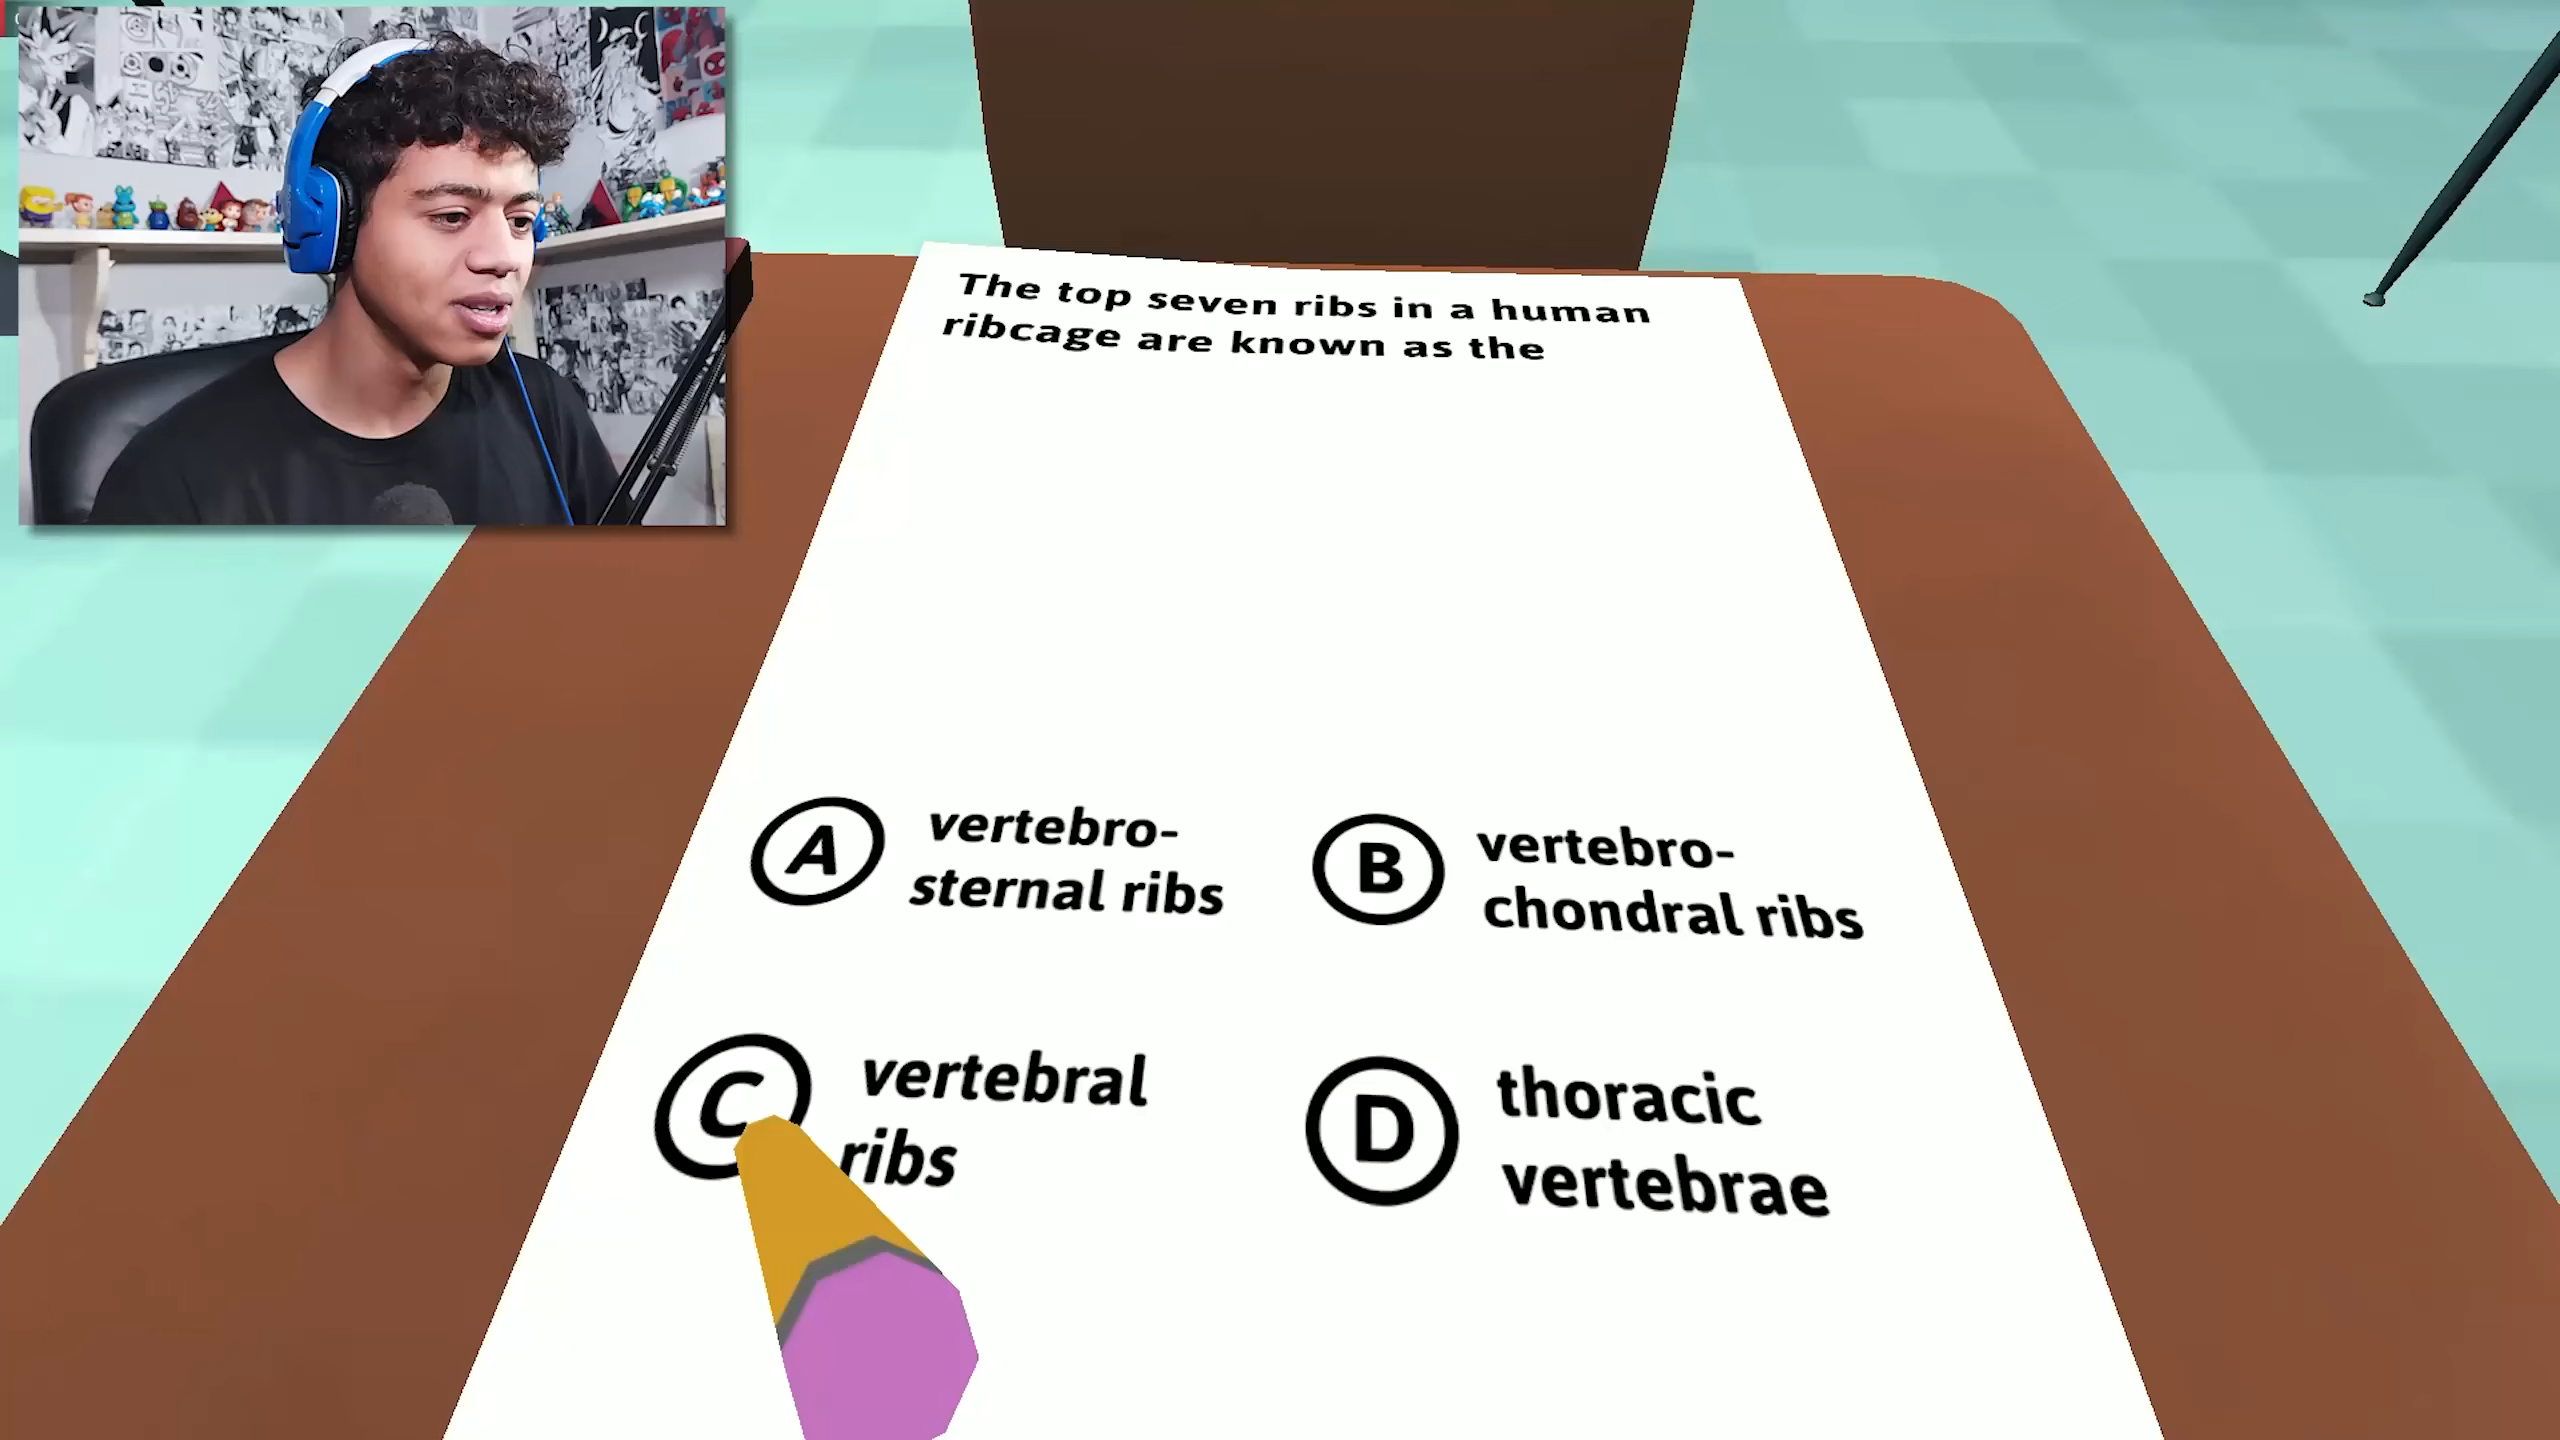 The top seven ribs in a human
ribcage are known as the
A
vertebro-
sternal ribs
B
vertebro-
chondral ribs
C
vertebral
ribs
D
thoracic
vertebrae